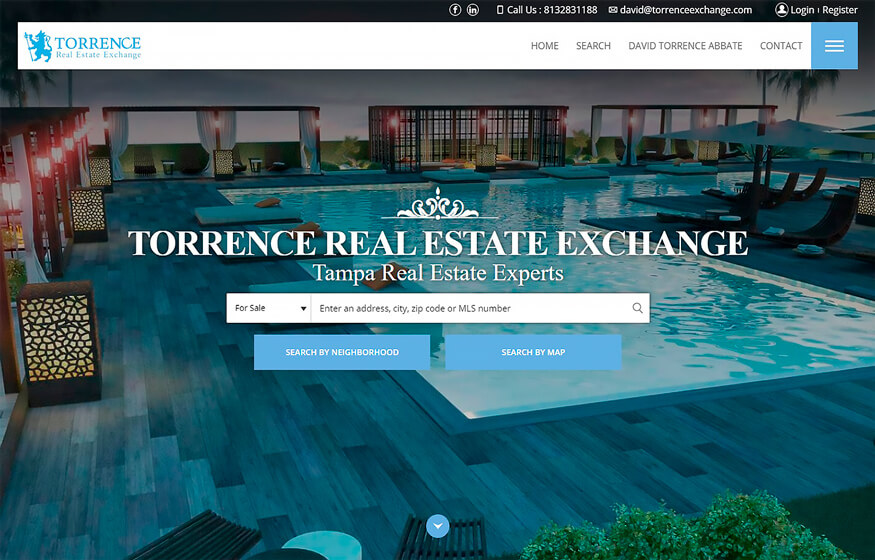 Call Us : 8132831188 david@torrenceexchange.com Login | Register
TORRENCE
Real Estate Exchange
HOME SEARCH DAVID TORRENCE ABBATE CONTACT
TORRENCE REAL ESTATE EXCHANGE
Tampa Real Estate Experts
For Sale Enter an address, city, zip code or MLS number
SEARCH BY NEIGHBORHOOD SEARCH BY MAP